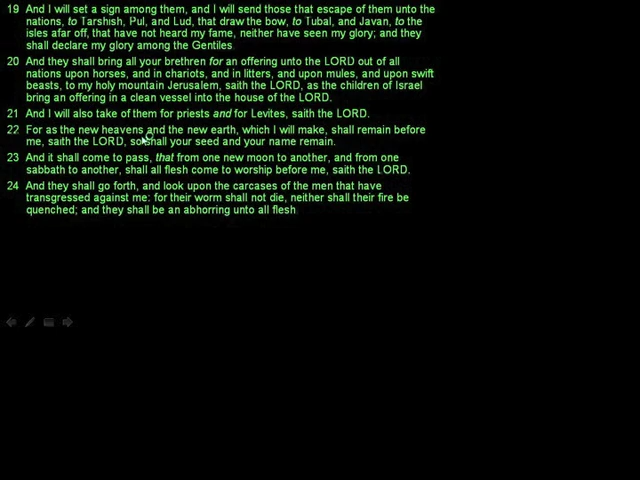 19 And I will set a sign among them, and I will send those that escape of them unto the
nations, to Tarshish, Pul, and Lud, that draw the bow, to Tubal, and Javan, to the
isles afar off, that have not heard my fame, neither have seen my glory; and they
shall declare my glory among the Gentiles.
20 And they shall bring all your brethren for an offering unto the LORD out of all
nations upon horses, and in chariots, and in litters, and upon mules, and upon swift
beasts, to my holy mountain Jerusalem, saith the LORD, as the children of Israel
bring an offering in a clean vessel into the house of the LORD.
21 And I will also take of them for priests and for Levites, saith the LORD.
22 For as the new heavens and the new earth, which I will make, shall remain before
me, saith the LORD, so shall your seed and your name remain.
23 And it shall come to pass, that from one new moon to another, and from one
sabbath to another, shall all flesh come to worship before me, saith the LORD.
24 And they shall go forth, and look upon the carcases of the men that have
transgressed against me: for their worm shall not die, neither shall their fire be
quenched; and they shall be an abhorring unto all flesh.